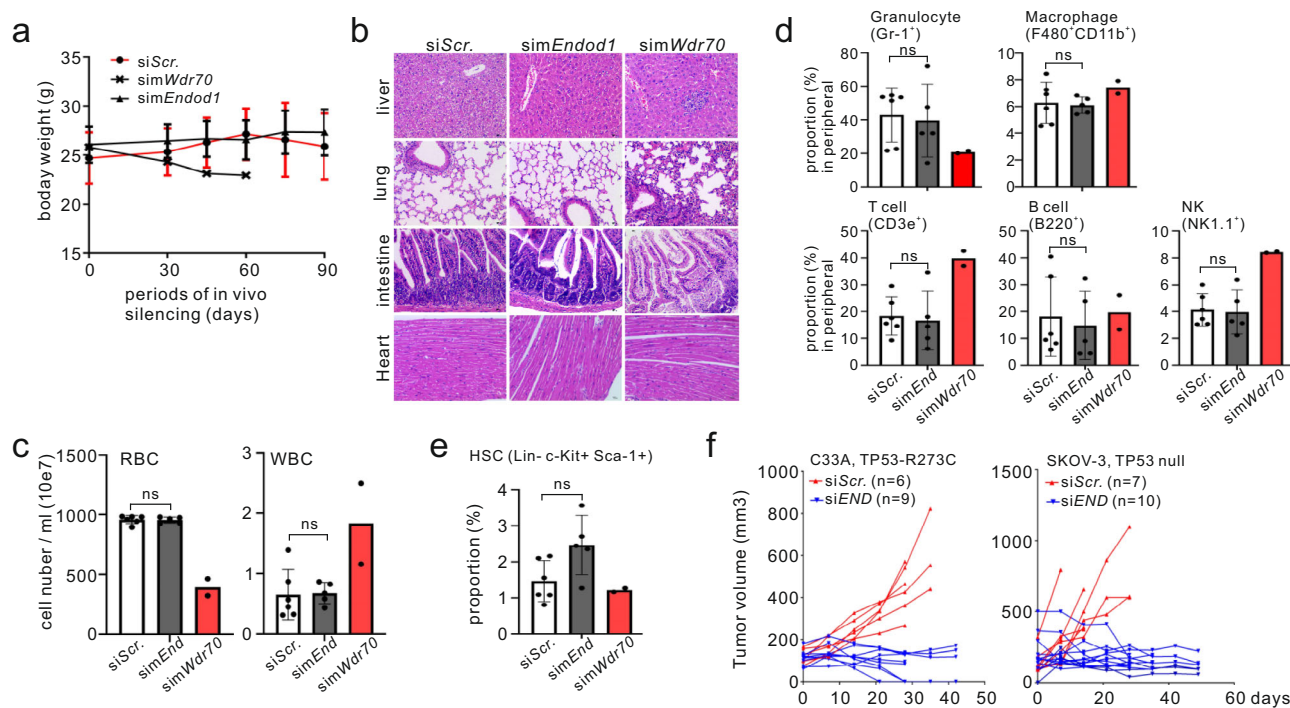 a
boday weight (g)
35
30
25
20
15
siScr.
simWdr70
simEndod1
0
30
60
90
periods of in vivo
silencing (days)
b
siScr.
simEndod1
simWdr70
liver
lung
intestine
Heart
c
cell nuber / ml (10e7)
RBC
1500
1000
500
0
ns
siScr.
simEnd
simWdr70
WBC
3
2
1
0
ns
siScr.
simEnd
simWdr70
d
Granulocyte
(Gr-1+)
proportion (%)
in peripheral
80
60
40
20
0
ns
Macrophage
(F480+CD11b+)
10
8
6
4
2
0
ns
T cell
(CD3e+)
proportion (%)
in peripheral
50
40
30
20
10
0
ns
siScr.
simEnd
simWdr70
B cell
(B220+)
50
40
30
20
10
0
ns
siScr.
simEnd
simWdr70
NK
(NK1.1+)
10
8
6
4
2
0
ns
siScr.
simEnd
simWdr70
e
HSC (Lin- c-Kit+ Sca-1+)
proportion (%)
4
3
2
1
0
ns
siScr.
simEnd
simWdr70
f
C33A, TP53-R273C
siScr. (n=6)
siEND (n=9)
Tumor volume (mm3)
1000
800
600
400
200
0
0
10
20
30
40
50
SKOV-3, TP53 null
siScr. (n=7)
siEND (n=10)
1500
1000
500
0
0
20
40
60
days